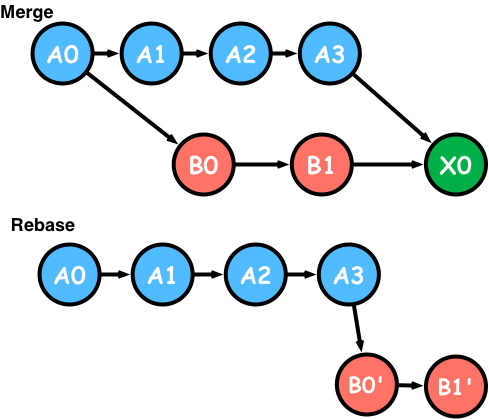 Merge
A0 A1 A2 A3
B0 B1 X0
Rebase
A0 A1 A2 A3
B0' B1'